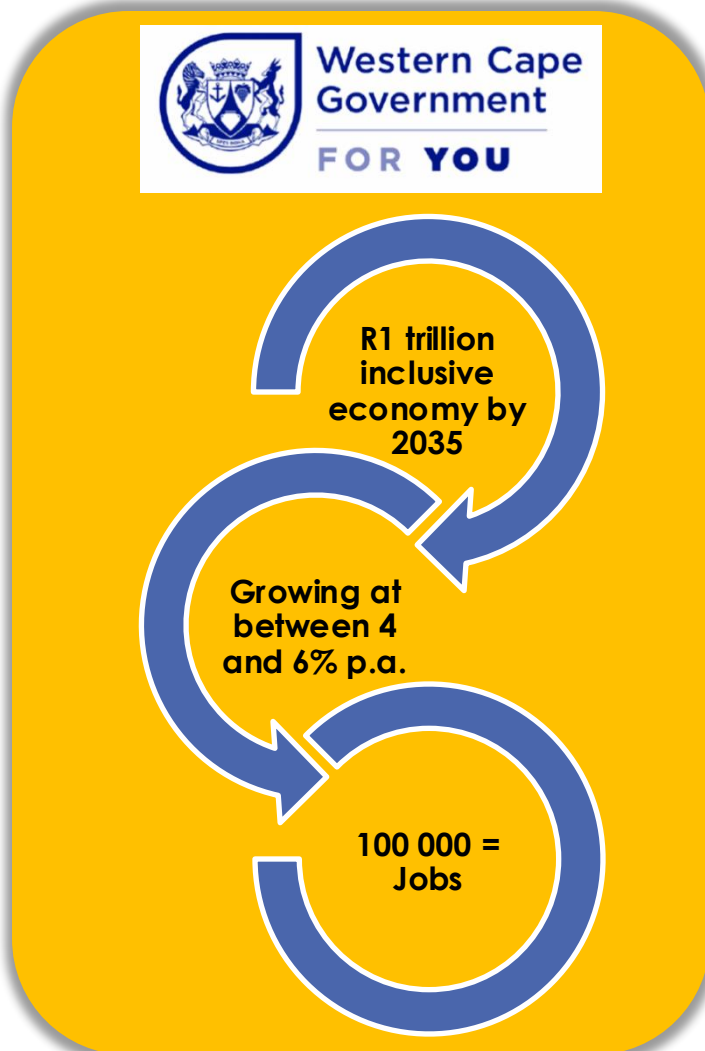 Western Cape
Government
FOR YOU
R1 trillion
inclusive
economy by
2035
Growing at
between 4
and 6% p.a.
100 000 =
Jobs